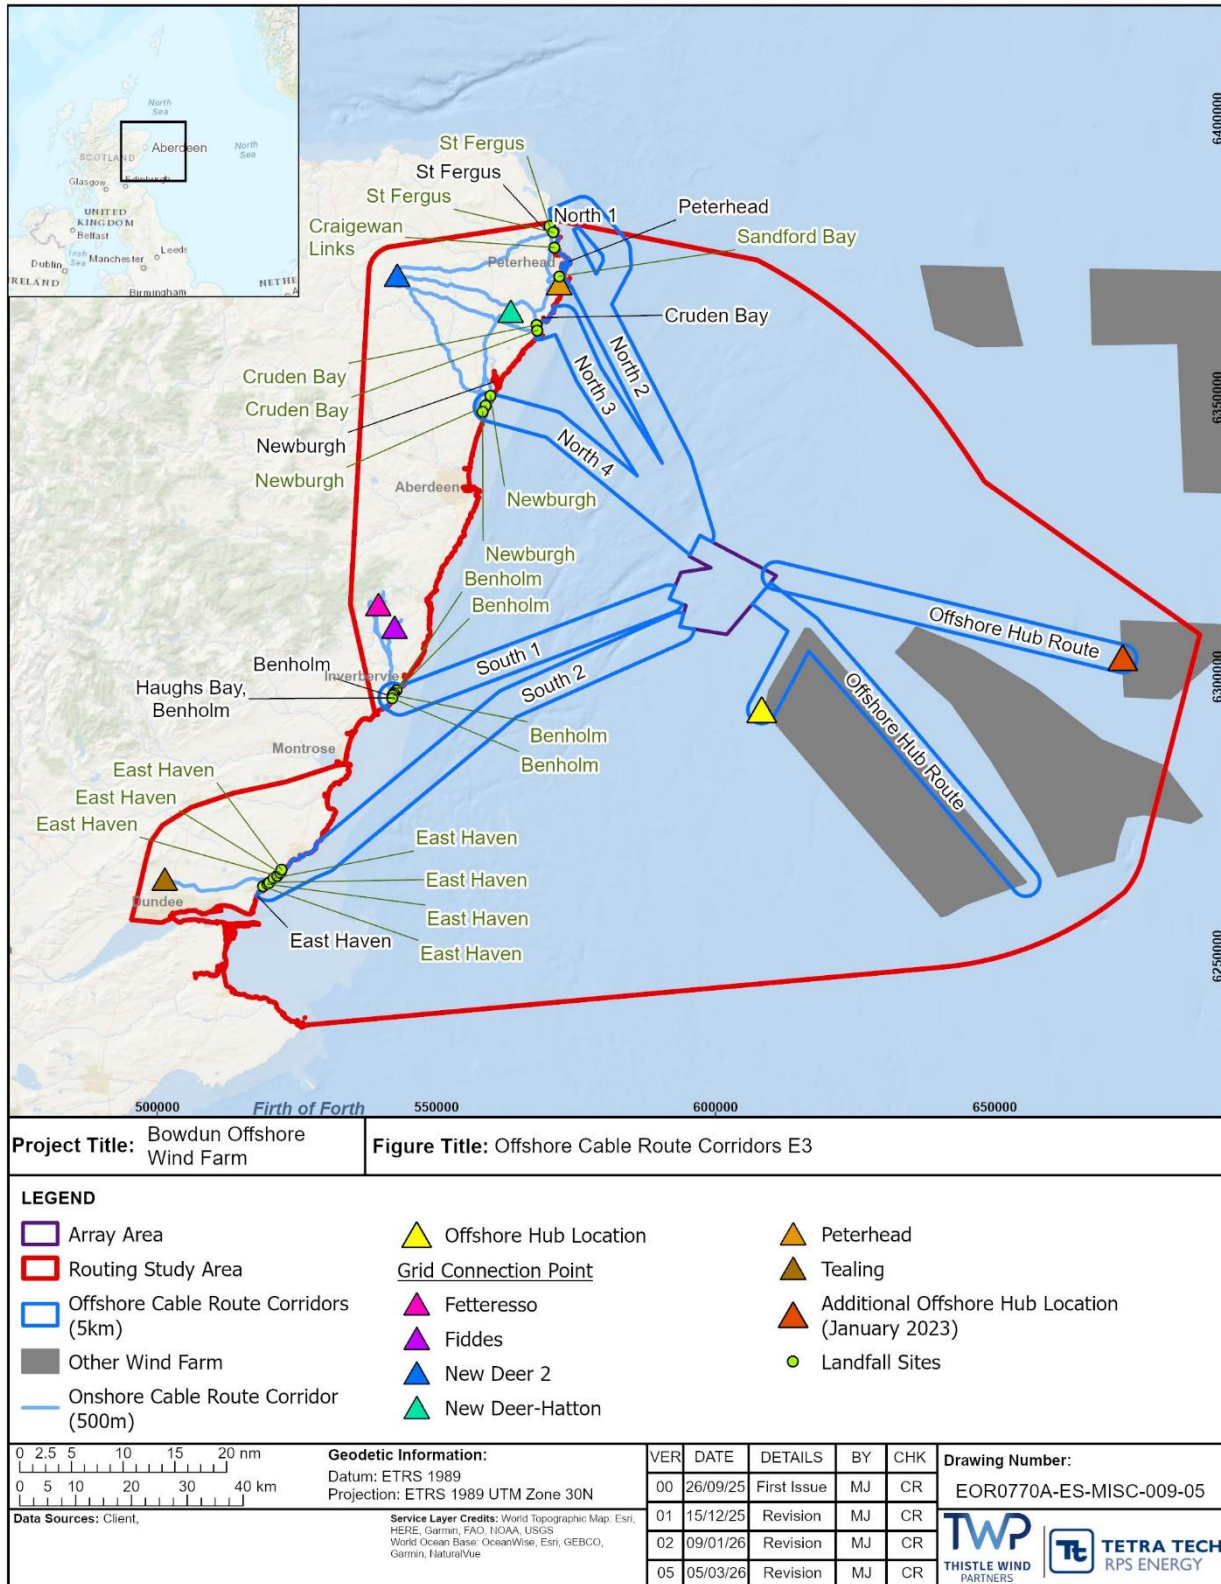 North
Sea
North
Sea
SCOTLAND
Aberdeen
Glasgow
Edinburgh
UNITED
KINGDOM
Belfast
Irish
Sea
Leeds
Dublin
Manchester
IRELAND
NETHE
Birmingham
St Fergus
St Fergus
St Fergus
North 1
Peterhead
Craigewan
Links
Sandford Bay
Peterhead
Cruden Bay
North 2
North 3
Cruden Bay
Cruden Bay
Newburgh
North 4
Newburgh
Aberdeen
Newburgh
Newburgh
Benholm
Benholm
Offshore Hub Route
South 1
Benholm
Inverbervie
South 2
Haughs Bay,
Benholm
Offshore Hub Route
Benholm
Benholm
Montrose
East Haven
East Haven
East Haven
East Haven
East Haven
East Haven
East Haven
East Haven
Dundee
Firth of Forth
6400000
6350000
6300000
6250000
500000
550000
600000
650000
Project Title: Bowdun Offshore
Wind Farm
Figure Title: Offshore Cable Route Corridors E3
LEGEND
Array Area
Routing Study Area
Offshore Cable Route Corridors
(5km)
Other Wind Farm
Onshore Cable Route Corridor
(500m)
Offshore Hub Location
Grid Connection Point
Fetteresso
Fiddes
New Deer 2
New Deer-Hatton
Peterhead
Tealing
Additional Offshore Hub Location
(January 2023)
Landfall Sites
0 2.5 5 10 15 20 nm
0 5 10 20 30 40 km
Geodetic Information:
Datum: ETRS 1989
Projection: ETRS 1989 UTM Zone 30N
Data Sources: Client,
Service Layer Credits: World Topographic Map: Esri,
HERE, Garmin, FAO, NOAA, USGS
World Ocean Base: OceanWise, Esri, GEBCO,
Garmin, NaturalVue
VER DATE DETAILS BY CHK
00 26/09/25 First Issue MJ CR
01 15/12/25 Revision MJ CR
02 09/01/26 Revision MJ CR
05 05/03/26 Revision MJ CR
Drawing Number:
EOR0770A-ES-MISC-009-05
TWP
THISTLE WIND
PARTNERS
Tt
TETRA TECH
RPS ENERGY